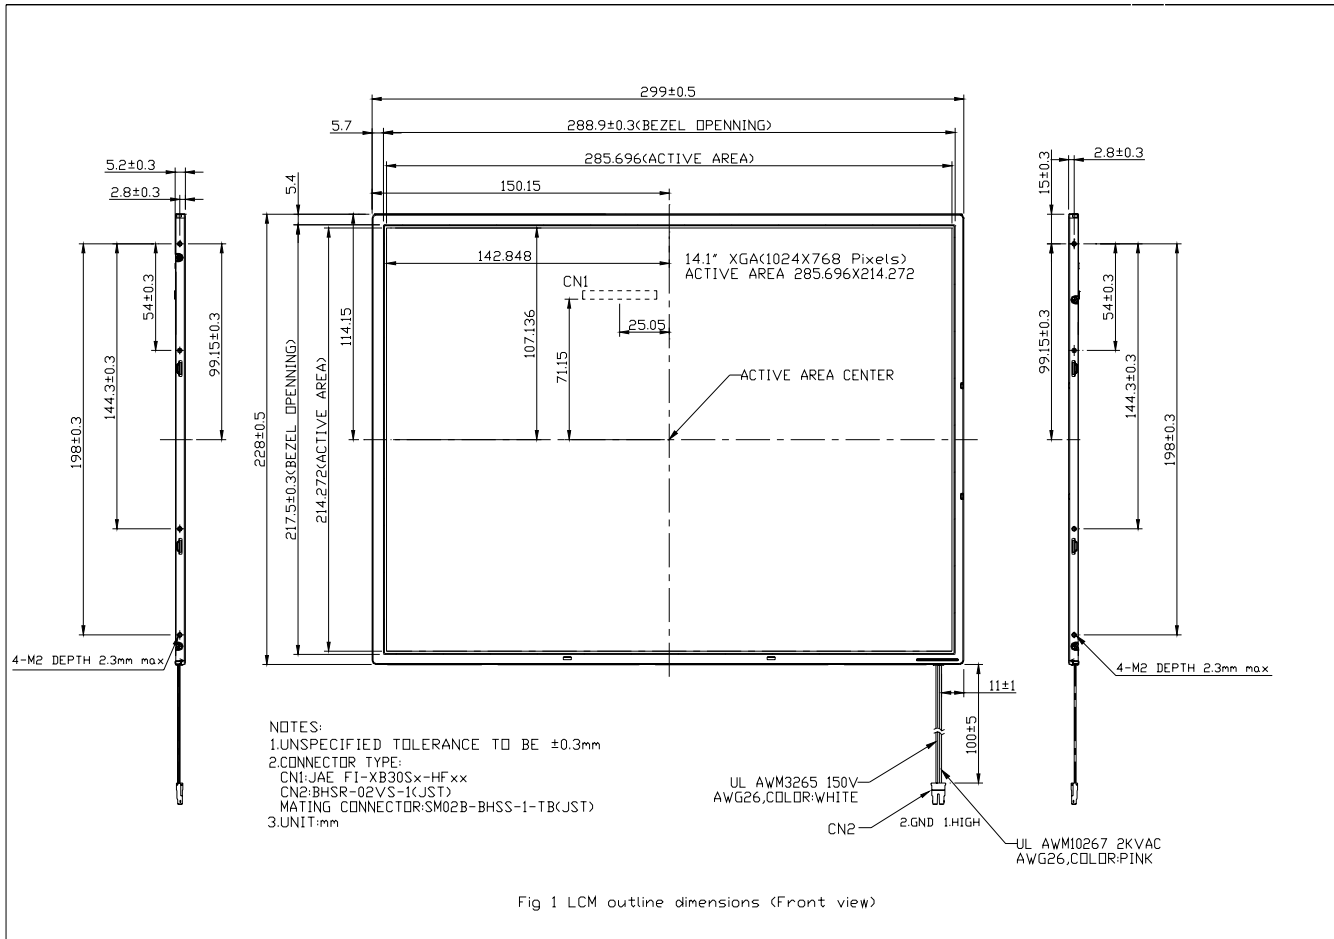 299±0.5
5.7
288.9±0.3(BEZEL OPENNING)
285.696(ACTIVE AREA)
150.15
5.2±0.3
2.8±0.3
5.4
15±0.3
2.8±0.3
142.848
14.1" XGA(1024X768 Pixels)
ACTIVE AREA 285.696X214.272
CN1
25.05
71.15
107.136
114.15
ACTIVE AREA CENTER
54±0.3
99.15±0.3
144.3±0.3
198±0.3
228±0.5
217.5±0.3(BEZEL OPENNING)
214.272(ACTIVE AREA)
99.15±0.3
54±0.3
144.3±0.3
198±0.3
4-M2 DEPTH 2.3mm max
4-M2 DEPTH 2.3mm max
11±1
100±5
NOTES:
1.UNSPECIFIED TOLERANCE TO BE ±0.3mm
2.CONNECTOR TYPE:
CN1:JAE FI-XB30Sx-HFxx
CN2:BHSR-02VS-1(JST)
MATING CONNECTOR:SM02B-BHSS-1-TB(JST)
3.UNIT:mm
UL AWM3265 150V
AWG26,COLOR:WHITE
CN2
2.GND 1.HIGH
UL AWM10267 2KVAC
AWG26,COLOR:PINK
Fig 1 LCM outline dimensions (Front view)